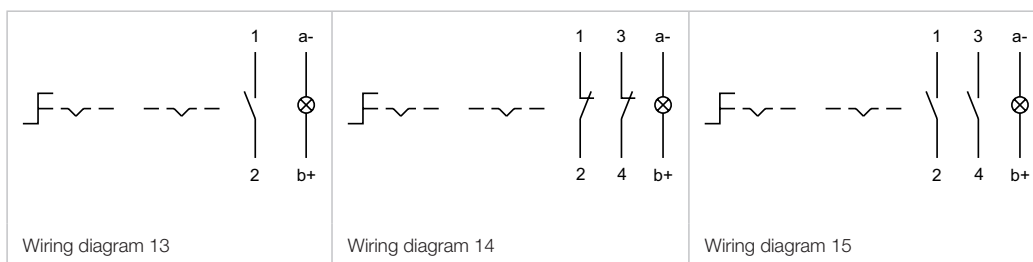 1 a-
2 b+
Wiring diagram 13
1 3 a-
2 4 b+
Wiring diagram 14
1 3 a-
2 4 b+
Wiring diagram 15